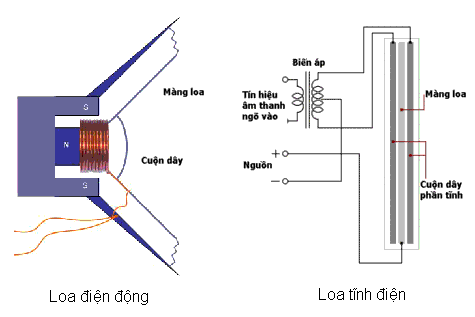 S
N
S
Màng loa
Cuộn dây
Loa điện động
Biến áp
Tín hiệu
âm thanh
ngõ vào
Nguồn
+
−
Màng loa
Cuộn dây
phần tĩnh
Loa tĩnh điện